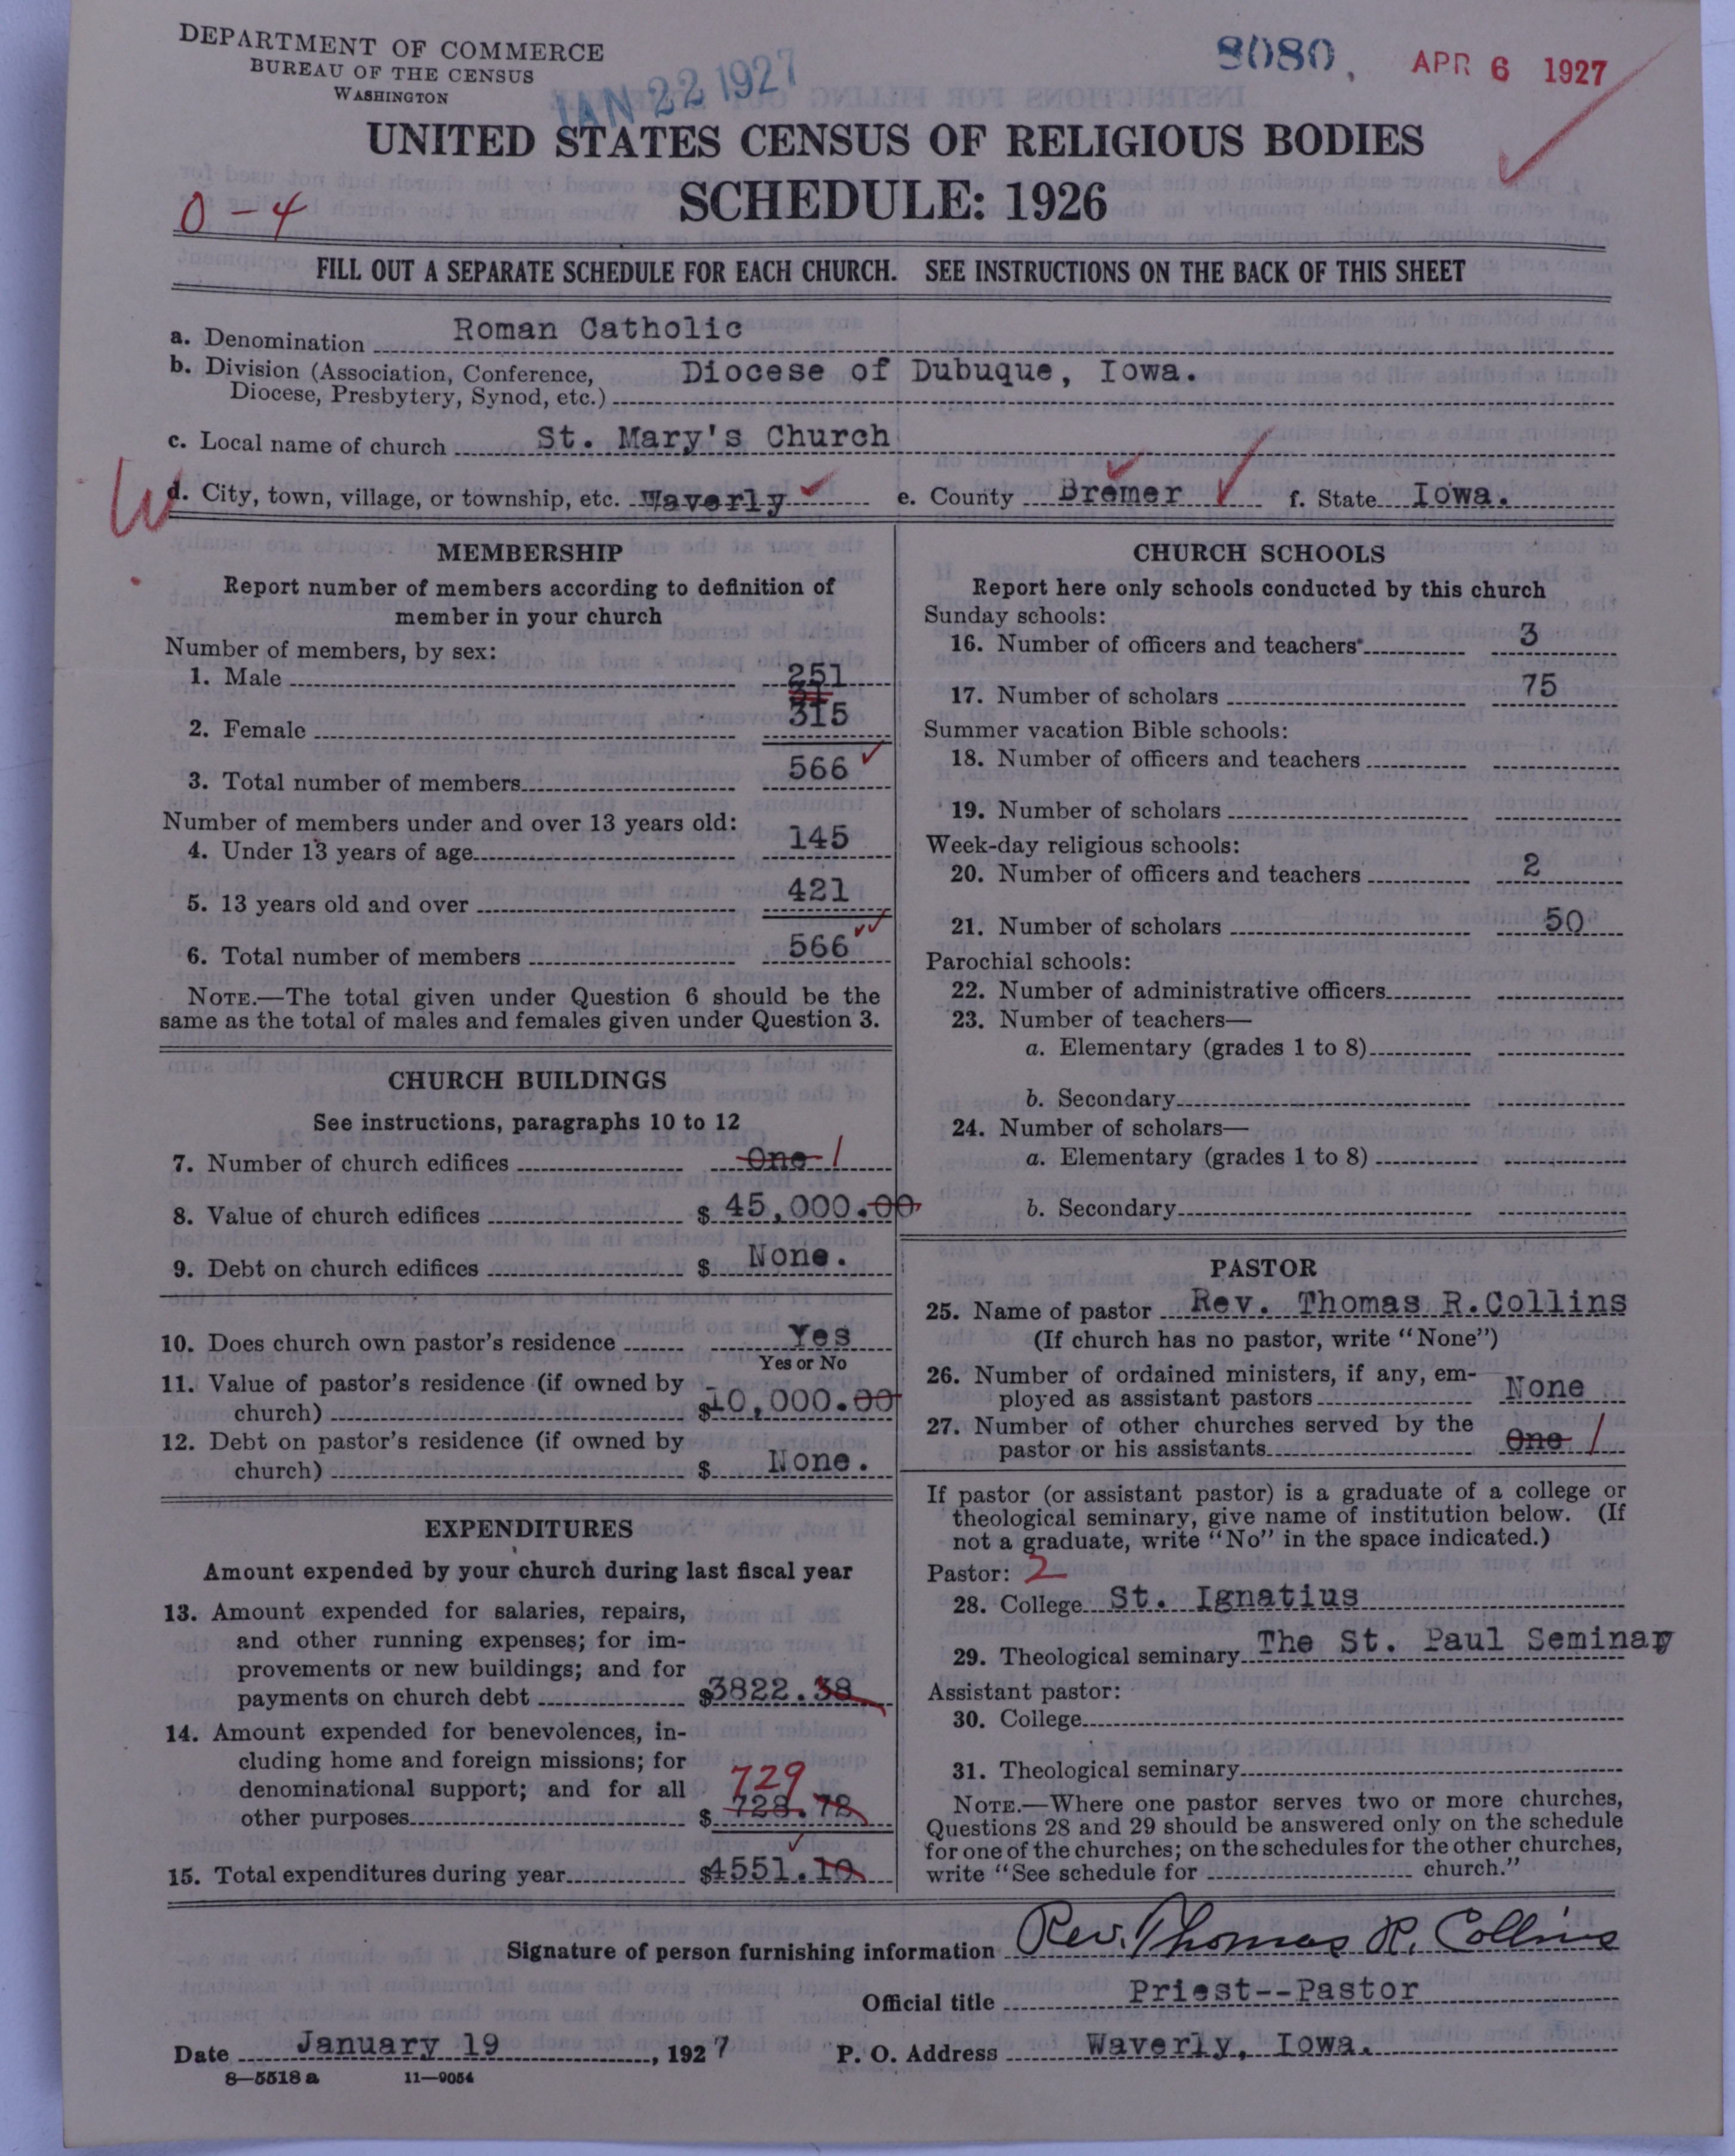 DEPARTMENT OF COMMERCE
BUREAU OF THE CENSUS
WASHINGTON
JAN 22 1927
8080,
APR 6 1927
UNITED STATES CENSUS OF RELIGIOUS BODIES
SCHEDULE: 1926
0-4
FILL OUT A SEPARATE SCHEDULE FOR EACH CHURCH. SEE INSTRUCTIONS ON THE BACK OF THIS SHEET
a. Denomination Roman Catholic
b. Division (Association, Conference, Diocese of Dubuque, Iowa.
Diocese, Presbytery, Synod, etc.)
c. Local name of church St. Mary's Church
W
d. City, town, village, or township, etc. Waverly e. County Bremer f. State Iowa.
MEMBERSHIP
Report number of members according to definition of
member in your church
Number of members, by sex:
1. Male 251
31
2. Female 315
3. Total number of members 566
Number of members under and over 13 years old:
4. Under 13 years of age 145
5. 13 years old and over 421
6. Total number of members 566
NOTE.—The total given under Question 6 should be the
same as the total of males and females given under Question 3.
CHURCH BUILDINGS
See instructions, paragraphs 10 to 12
7. Number of church edifices One 1
8. Value of church edifices $ 45,000.00
9. Debt on church edifices $ None.
10. Does church own pastor's residence Yes
Yes or No
11. Value of pastor's residence (if owned by
church) $10,000.00
12. Debt on pastor's residence (if owned by
church) $ None.
EXPENDITURES
Amount expended by your church during last fiscal year
13. Amount expended for salaries, repairs,
and other running expenses; for im-
provements or new buildings; and for
payments on church debt $3822.38
14. Amount expended for benevolences, in-
cluding home and foreign missions; for
denominational support; and for all 729
other purposes $ 728.72
15. Total expenditures during year $4551.10
CHURCH SCHOOLS
Report here only schools conducted by this church
Sunday schools:
16. Number of officers and teachers 3
17. Number of scholars 75
Summer vacation Bible schools:
18. Number of officers and teachers
19. Number of scholars
Week-day religious schools:
20. Number of officers and teachers 2
21. Number of scholars 50
Parochial schools:
22. Number of administrative officers
23. Number of teachers—
a. Elementary (grades 1 to 8)
b. Secondary
24. Number of scholars—
a. Elementary (grades 1 to 8)
b. Secondary
PASTOR
25. Name of pastor Rev. Thomas R.Collins
(If church has no pastor, write "None")
26. Number of ordained ministers, if any, em-
ployed as assistant pastors None
27. Number of other churches served by the
pastor or his assistants One 1
If pastor (or assistant pastor) is a graduate of a college or
theological seminary, give name of institution below. (If
not a graduate, write "No" in the space indicated.)
Pastor: 2
28. College St. Ignatius
29. Theological seminary The St. Paul Seminary
Assistant pastor:
30. College
31. Theological seminary
NOTE.—Where one pastor serves two or more churches,
Questions 28 and 29 should be answered only on the schedule
for one of the churches; on the schedules for the other churches,
write "See schedule for church."
Signature of person furnishing information Rev. Thomas R. Collins
Official title Priest--Pastor
Date January 19, 1927 P. O. Address Waverly, Iowa.
8—5518 a 11—9054